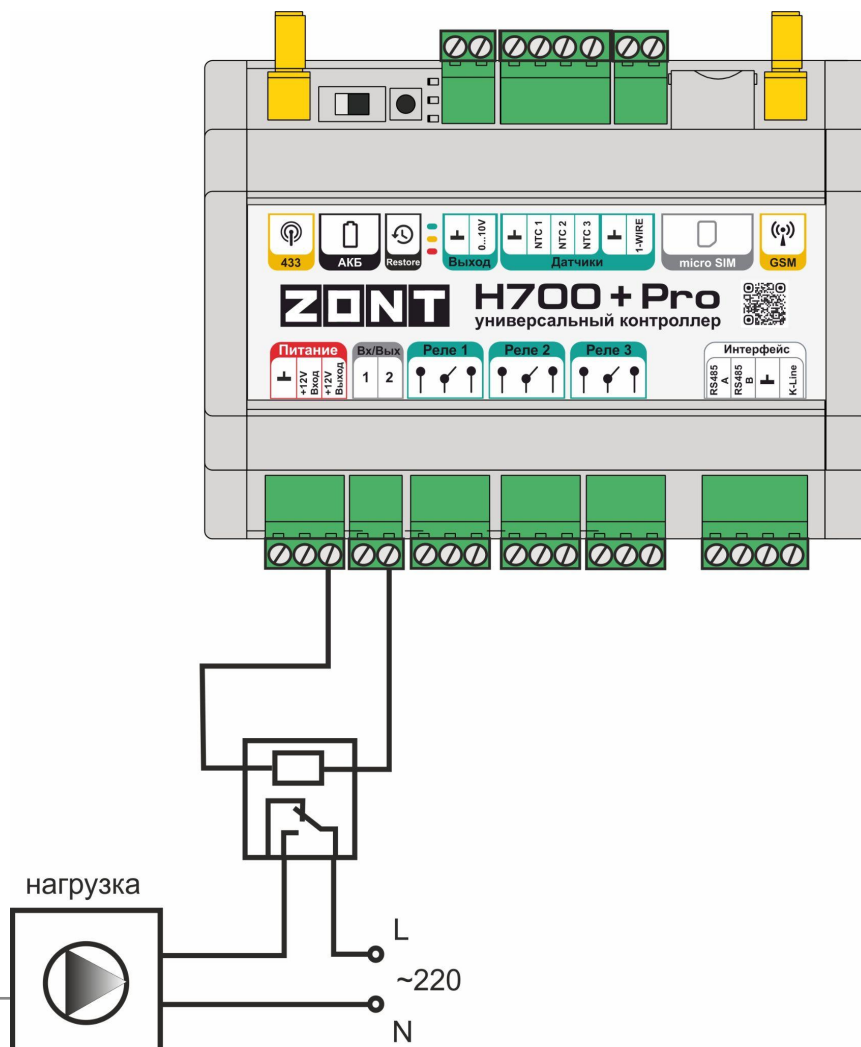 ⊥
0...10V
⊥
NTC 1
NTC 2
NTC 3
⊥
1-WIRE
433
АКБ
Restore
Выход
Датчики
micro SIM
GSM
ZONT
H700 + Pro
универсальный контроллер
Питание
Вх/Вых
Реле 1
Реле 2
Реле 3
Интерфейс
⊥
+12V
Вход
+12V
Выход
1
2
RS485
A
RS485
B
⊥
K-Line
нагрузка
L
~220
N